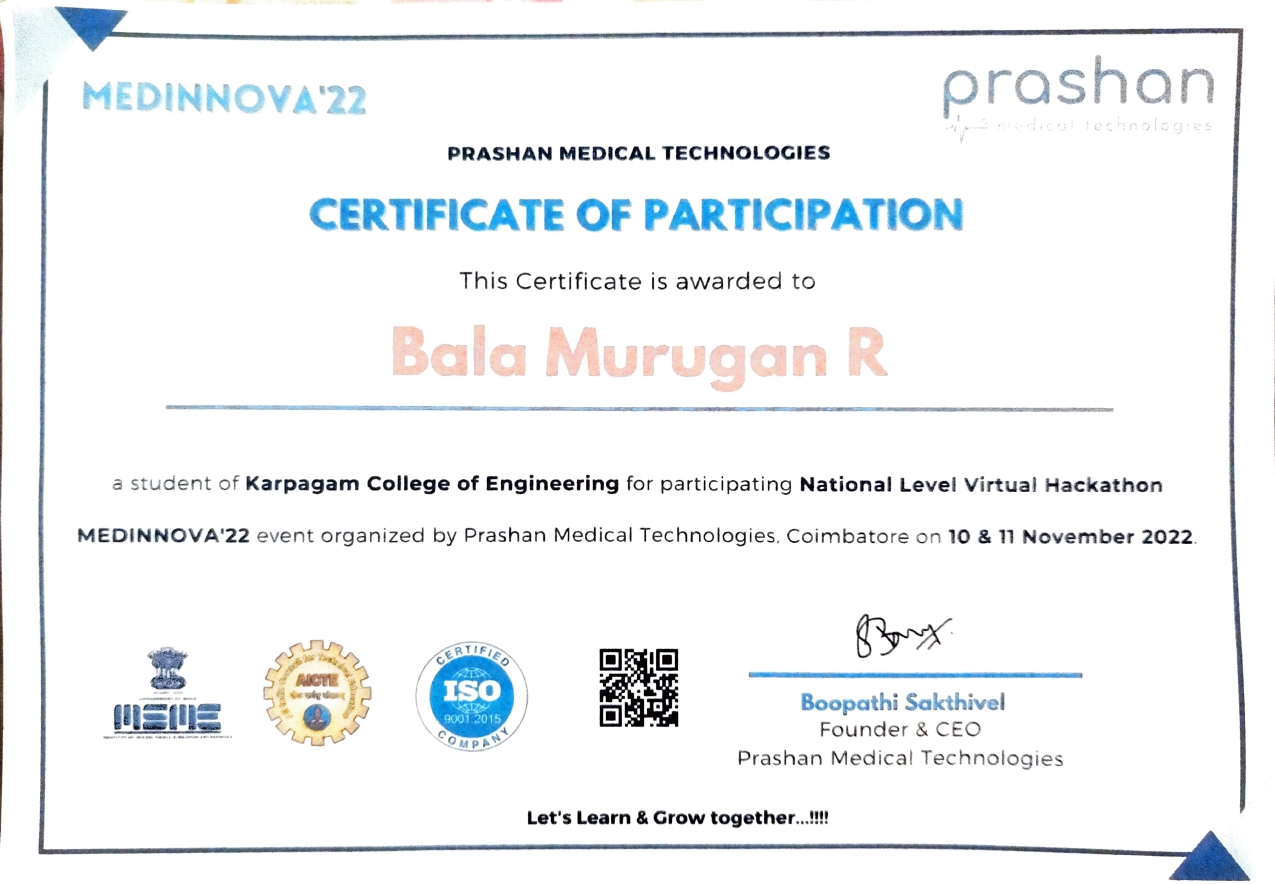 MEDINNOVA'22
prashan
medical technologies
PRASHAN MEDICAL TECHNOLOGIES
CERTIFICATE OF PARTICIPATION
This Certificate is awarded to
Bala Murugan R
a student of Karpagam College of Engineering for participating National Level Virtual Hackathon
MEDINNOVA'22 event organized by Prashan Medical Technologies, Coimbatore on 10 & 11 November 2022.
MSME
AICTE
CERTIFIED
ISO
9001:2015
COMPANY
Boopathi Sakthivel
Founder & CEO
Prashan Medical Technologies
Let's Learn & Grow together...!!!!